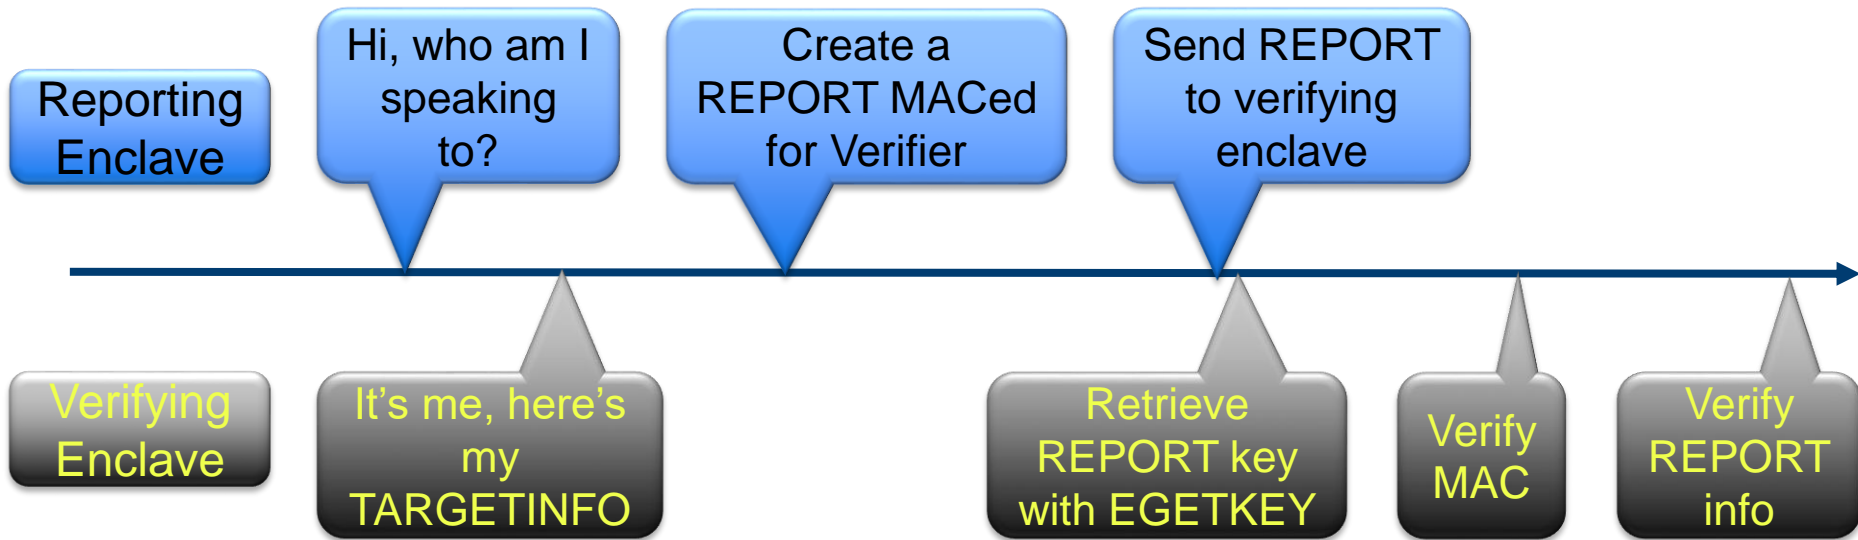 Reporting
Enclave
Hi, who am I
speaking
to?
Create a
REPORT MACed
for Verifier
Send REPORT
to verifying
enclave
Verifying
Enclave
It’s me, here’s
my
TARGETINFO
Retrieve
REPORT key
with EGETKEY
Verify
MAC
Verify
REPORT
info